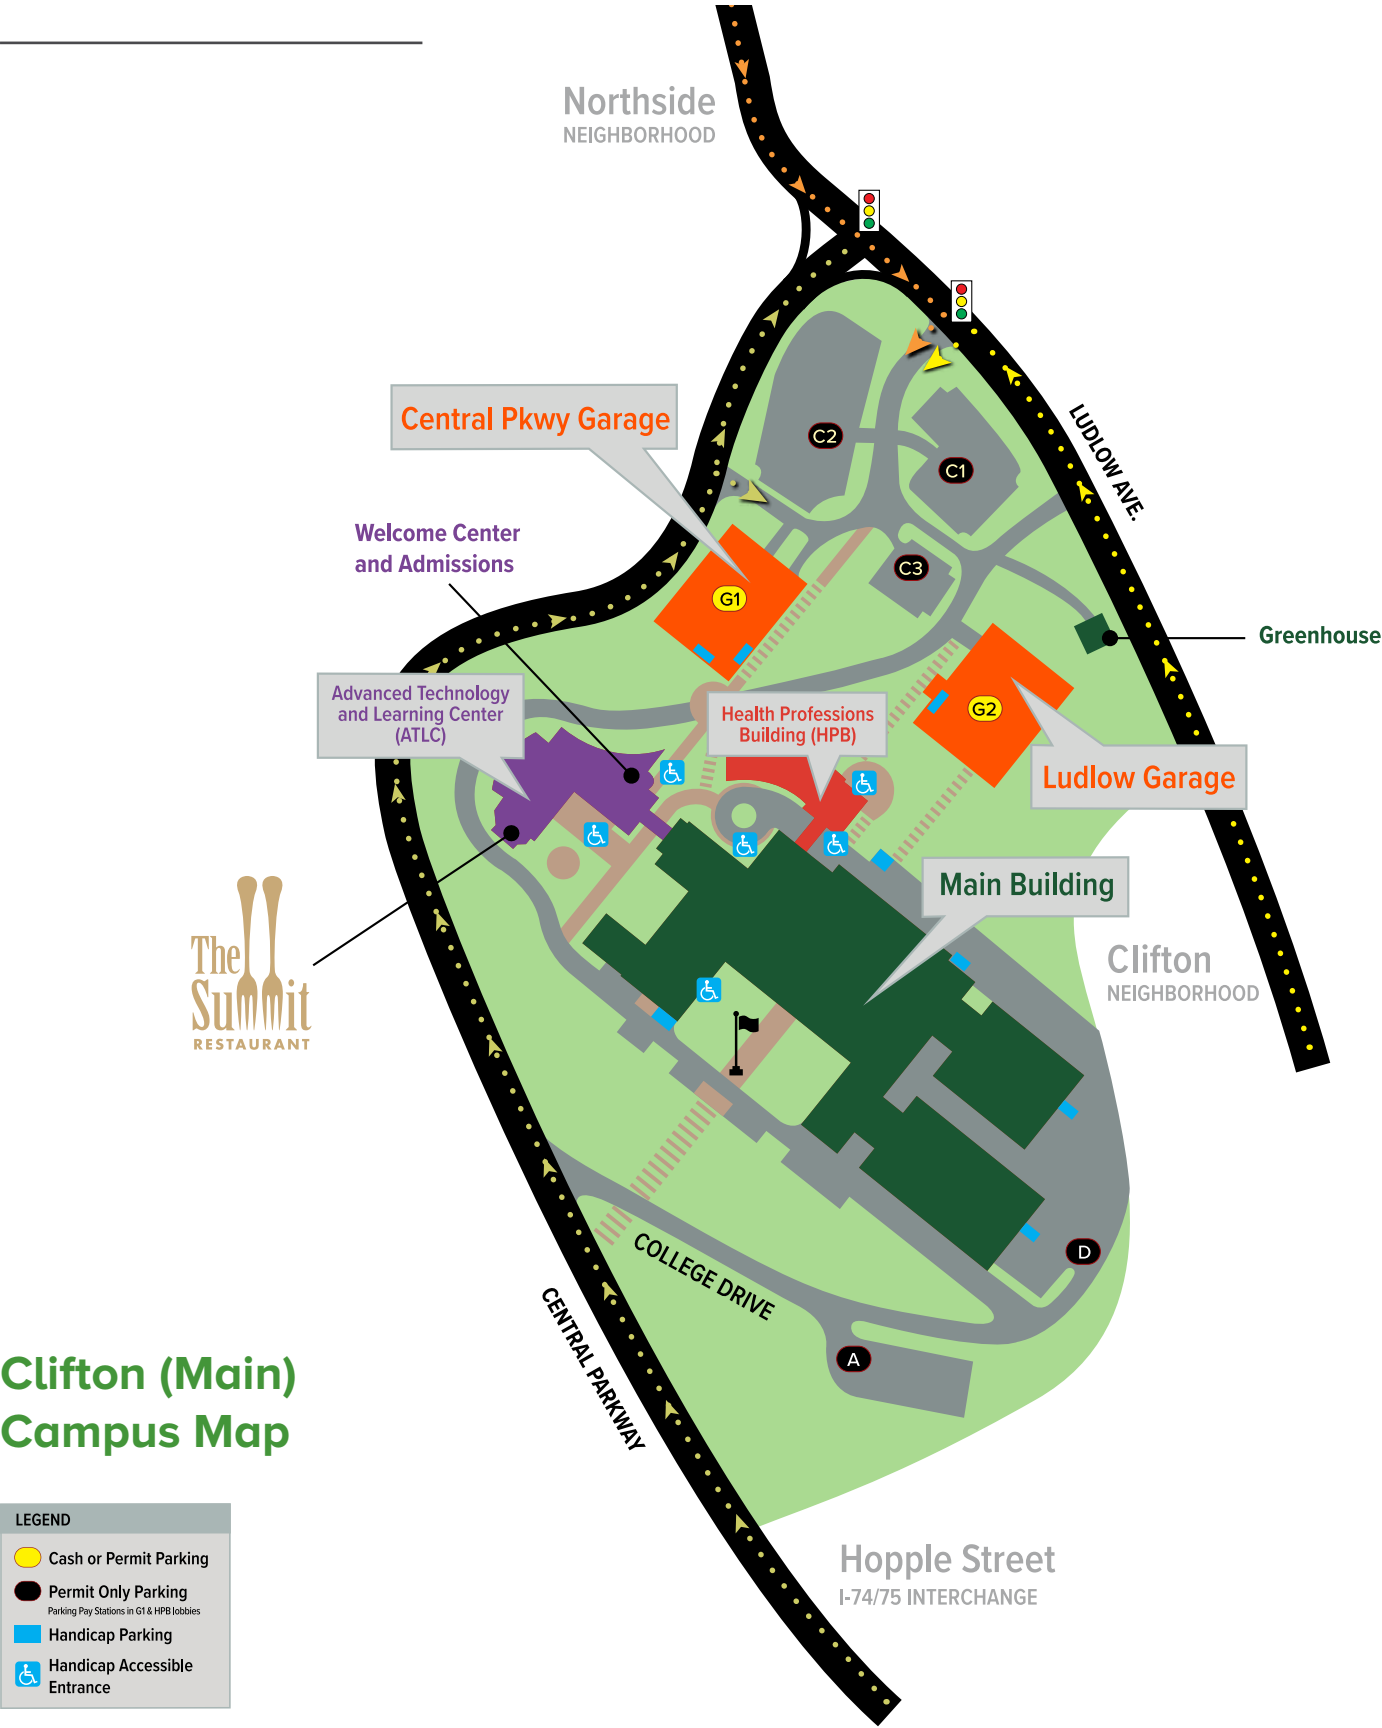 Northside
NEIGHBORHOOD
Central Pkwy Garage
C2
C1
LUDLOW AVE.
Welcome Center
and Admissions
C3
G1
Greenhouse
Advanced Technology
and Learning Center
(ATLC)
Health Professions
Building (HPB)
G2
Ludlow Garage
Main Building
The
Summit
RESTAURANT
Clifton
NEIGHBORHOOD
COLLEGE DRIVE
D
CENTRAL PARKWAY
A
Clifton (Main)
Campus Map
LEGEND
Cash or Permit Parking
Permit Only Parking
Parking Pay Stations in G1 & HPB lobbies
Handicap Parking
Handicap Accessible
Entrance
Hopple Street
I-74/75 INTERCHANGE